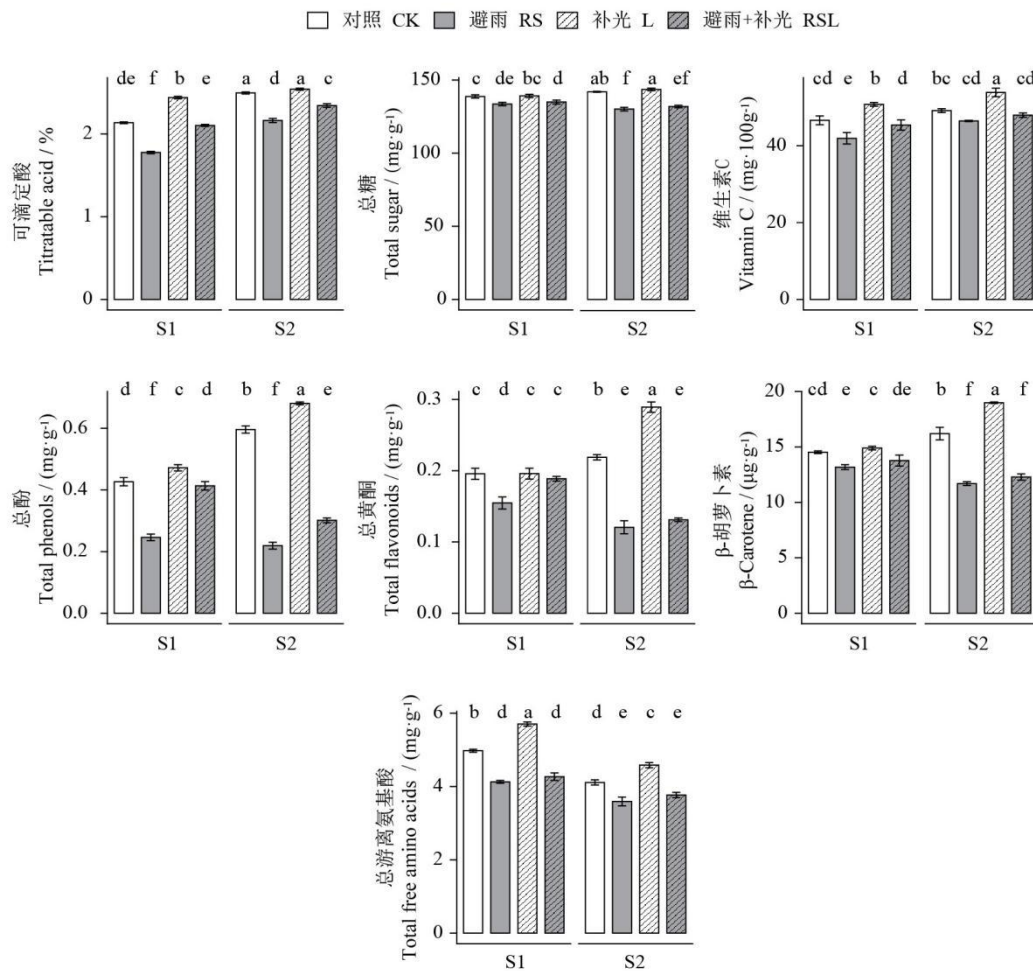 对照 CK 避雨 RS 补光 L 避雨+补光 RSL
可滴定酸
Titratable acid / %
2
1
0
de f b e a d a c
S1 S2
总糖
Total sugar / (mg·g-1)
150
100
50
0
c de bc d ab f a ef
S1 S2
维生素C
Vitamin C / (mg·100g-1)
40
20
0
cd e b d bc cd a cd
S1 S2
总酚
Total phenols / (mg·g-1)
0.6
0.4
0.2
0.0
d f c d b f a e
S1 S2
总黄酮
Total flavonoids / (mg·g-1)
0.3
0.2
0.1
0.0
c d c c b e a e
S1 S2
β-胡萝卜素
β-Carotene / (μg·g-1)
20
15
10
5
0
cd e c de b f a f
S1 S2
总游离氨基酸
Total free amino acids / (mg·g-1)
6
4
2
0
b d a d d e c e
S1 S2